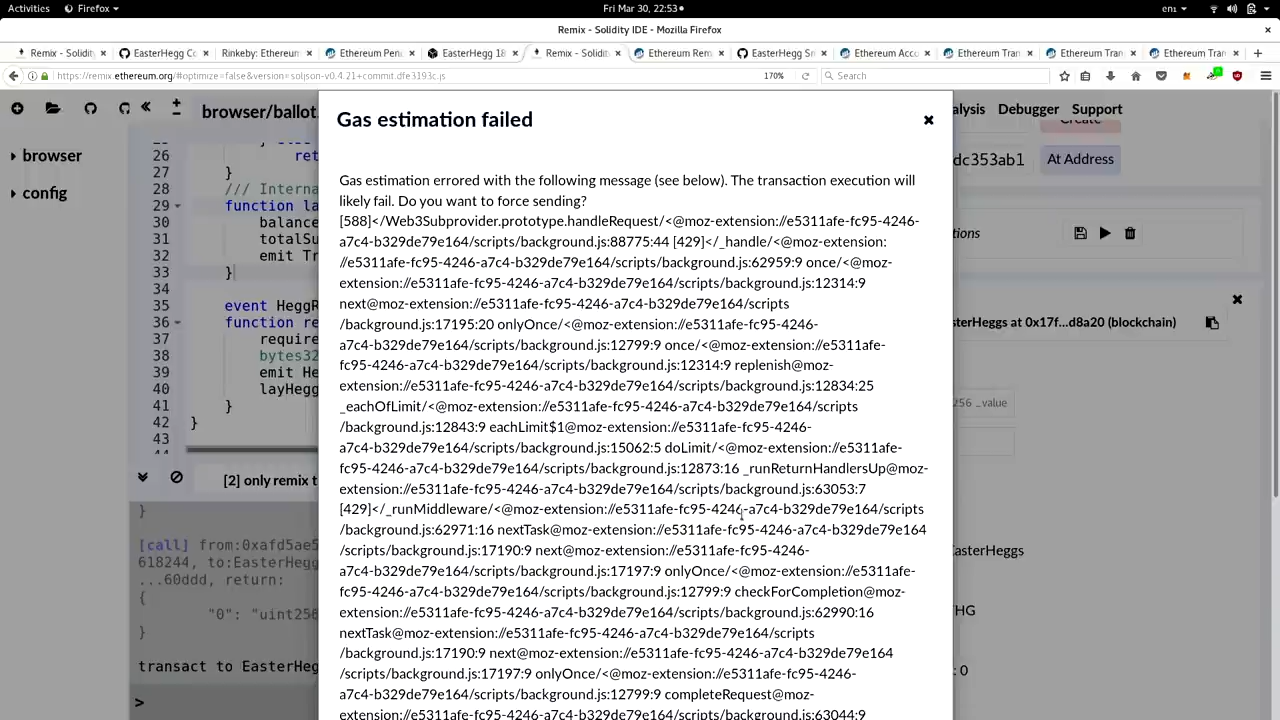 Activities
Firefox
Fri Mar 30, 22:53
en1
Remix - Solidity IDE - Mozilla Firefox
Remix - Solidity
EasterHegg Co
Rinkeby: Ethereum
Ethereum Pen
EasterHegg 18
Remix - Solidity
Ethereum Rem
EasterHegg Sr
Ethereum Acco
Ethereum Tran
Ethereum Tran
Ethereum Tran
https://remix.ethereum.org/#optimize=false&version=soljson-v0.4.21+commit.dfe3193c.js
170%
Search
browser/ballot
alysis
Debugger
Support
browser
config
26 ret
27 }
28 /// Interna
29 function la
30 balance
31 totalSu
32 emit Tr
33 }
34
35 event HeggR
36 function re
37 require
38 bytes32
39 emit He
40 layHegg
41 }
42 }
43
[2] only remix t
}
[call] from:0xafd5ae5
618244, to:EasterHegg
...60ddd, return:
{
"0": "uint256
}
transact to EasterHegg
>
Gas estimation failed
Gas estimation errored with the following message (see below). The transaction execution will
likely fail. Do you want to force sending?
[588]</Web3Subprovider.prototype.handleRequest/<@moz-extension://e5311afe-fc95-4246-
a7c4-b329de79e164/scripts/background.js:88775:44 [429]</_handle/<@moz-extension:
//e5311afe-fc95-4246-a7c4-b329de79e164/scripts/background.js:62959:9 once/<@moz-
extension://e5311afe-fc95-4246-a7c4-b329de79e164/scripts/background.js:12314:9
next@moz-extension://e5311afe-fc95-4246-a7c4-b329de79e164/scripts
/background.js:17195:20 onlyOnce/<@moz-extension://e5311afe-fc95-4246-
a7c4-b329de79e164/scripts/background.js:12799:9 once/<@moz-extension://e5311afe-
fc95-4246-a7c4-b329de79e164/scripts/background.js:12314:9 replenish@moz-
extension://e5311afe-fc95-4246-a7c4-b329de79e164/scripts/background.js:12834:25
_eachOfLimit/<@moz-extension://e5311afe-fc95-4246-a7c4-b329de79e164/scripts
/background.js:12843:9 eachLimit$1@moz-extension://e5311afe-fc95-4246-
a7c4-b329de79e164/scripts/background.js:15062:5 doLimit/<@moz-extension://e5311afe-
fc95-4246-a7c4-b329de79e164/scripts/background.js:12873:16 _runReturnHandlersUp@moz-
extension://e5311afe-fc95-4246-a7c4-b329de79e164/scripts/background.js:63053:7
[429]</_runMiddleware/<@moz-extension://e5311afe-fc95-4246-a7c4-b329de79e164/scripts
/background.js:62971:16 nextTask@moz-extension://e5311afe-fc95-4246-a7c4-b329de79e164
/scripts/background.js:17190:9 next@moz-extension://e5311afe-fc95-4246-
a7c4-b329de79e164/scripts/background.js:17197:9 onlyOnce/<@moz-extension://e5311afe-
fc95-4246-a7c4-b329de79e164/scripts/background.js:12799:9 checkForCompletion@moz-
extension://e5311afe-fc95-4246-a7c4-b329de79e164/scripts/background.js:62990:16
nextTask@moz-extension://e5311afe-fc95-4246-a7c4-b329de79e164/scripts
/background.js:17190:9 next@moz-extension://e5311afe-fc95-4246-a7c4-b329de79e164
/scripts/background.js:17197:9 onlyOnce/<@moz-extension://e5311afe-fc95-4246-
a7c4-b329de79e164/scripts/background.js:12799:9 completeRequest@moz-
extension://e5311afe-fc95-4246-a7c4-b329de79e164/scripts/background.js:63044:9
Create
dc353ab1
At Address
tions
sterHeggs at 0x17f...d8a20 (blockchain)
256 _value
EasterHeggs
HG
: 0